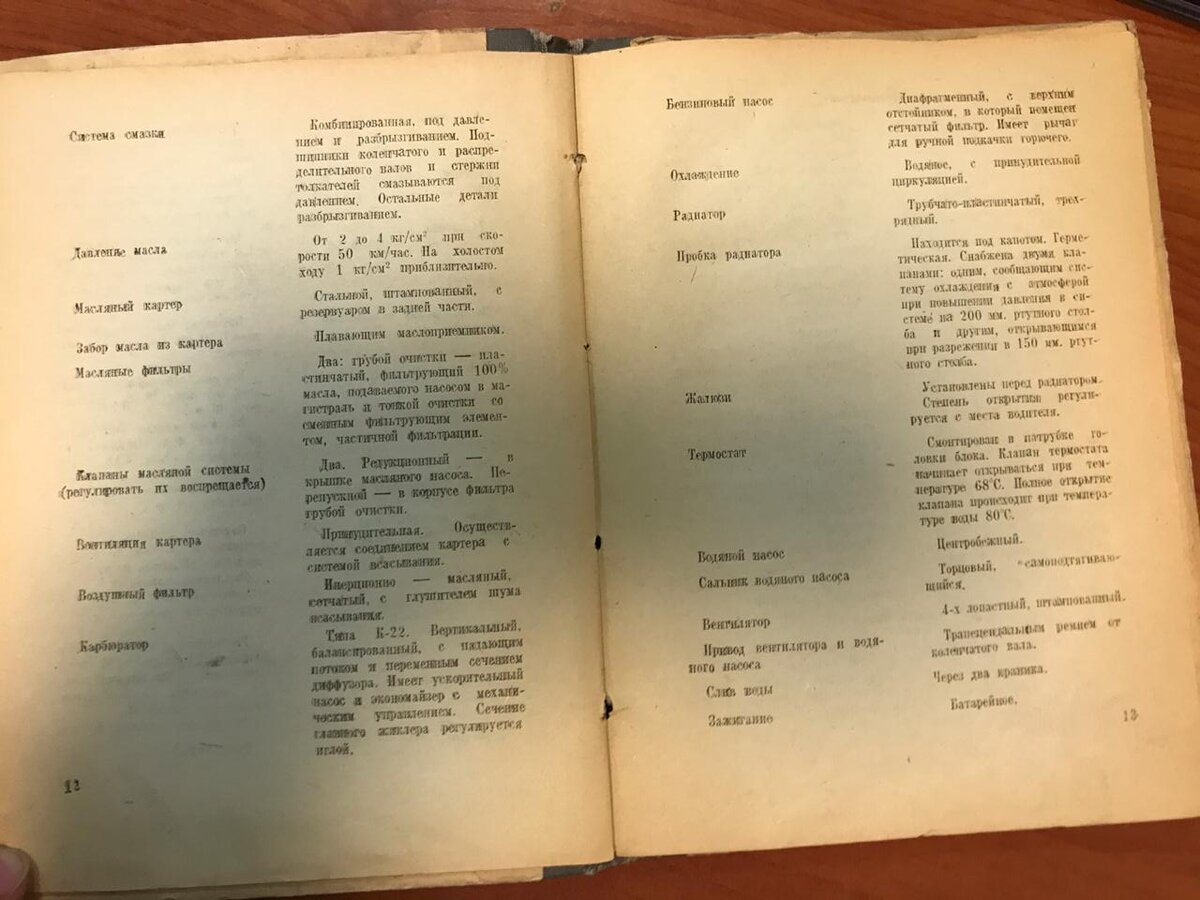 Система смазки
Комбинированная, под давле-
нием и разбрызгиванием. Под-
шипники коленчатого и распре-
делительного валов и стержни
толкателей смазываются под
давлением. Остальные детали
разбрызгиванием.
Давление масла
От 2 до 4 кг/см² при ско-
рости 50 км/час. На холостом
ходу 1 кг/см² приблизительно.
Масляный картер
Стальной, штампованный, с
резервуаром в задней части.
Забор масла из картера
Плавающим маслоприемником.
Масляные фильтры
Два: грубой очистки — пла-
стинчатый, фильтрующий 100%
масла, подаваемого насосом в ма-
гистраль и тонкой очистки со
сменным фильтрующим элемен-
том, частичной фильтрации.
Клапаны масляной системы
(регулировать их воспрещается)
Два. Редукционный — в
крышке масляного насоса. Пе-
репускной — в корпусе фильтра
грубой очистки.
Вентиляция картера
Принудительная. Осуществ-
ляется соединением картера с
системой всасывания.
Воздушный фильтр
Инерционно — масляный,
сетчатый, с глушителем шума
всасывания.
Карбюратор
Типа К-22. Вертикальный,
балансированный, с падающим
потоком и переменным сечением
диффузора. Имеет ускорительный
насос и экономайзер с механи-
ческим управлением. Сечение
главного жиклера регулируется
иглой.
12
Бензиновый насос
Диафрагменный, с верхним
отстойником, в который помещен
сетчатый фильтр. Имеет рычаг
для ручной подкачки горючего.
Охлаждение
Водяное, с принудительной
циркуляцией.
Радиатор
Трубчато-пластинчатый, трех-
рядный.
Пробка радиатора
Находится под капотом. Герме-
тическая. Снабжена двумя кла-
панами: одним, сообщающим сис-
тему охлаждения с атмосферой
при повышении давления в си-
стеме на 200 мм. ртутного стол-
ба и другим, открывающимся
при разрежении в 150 мм. ртут-
ного столба.
Жалюзи
Установлены перед радиатором.
Степень открытия регули-
руется с места водителя.
Термостат
Смонтирован в патрубке го-
ловки блока. Клапан термостата
начинает открываться при тем-
пературе 68°С. Полное открытие
клапана происходит при темпера-
туре воды 80°С.
Водяной насос
Центробежный.
Сальник водяного насоса
Торцовый, самоподтягиваю-
щийся.
Вентилятор
4-х лопастный, штампованный.
Привод вентилятора и водя-
ного насоса
Трапецендальным ремнем от
коленчатого вала.
Слив воды
Через два краника.
Зажигание
Батарейное.
13